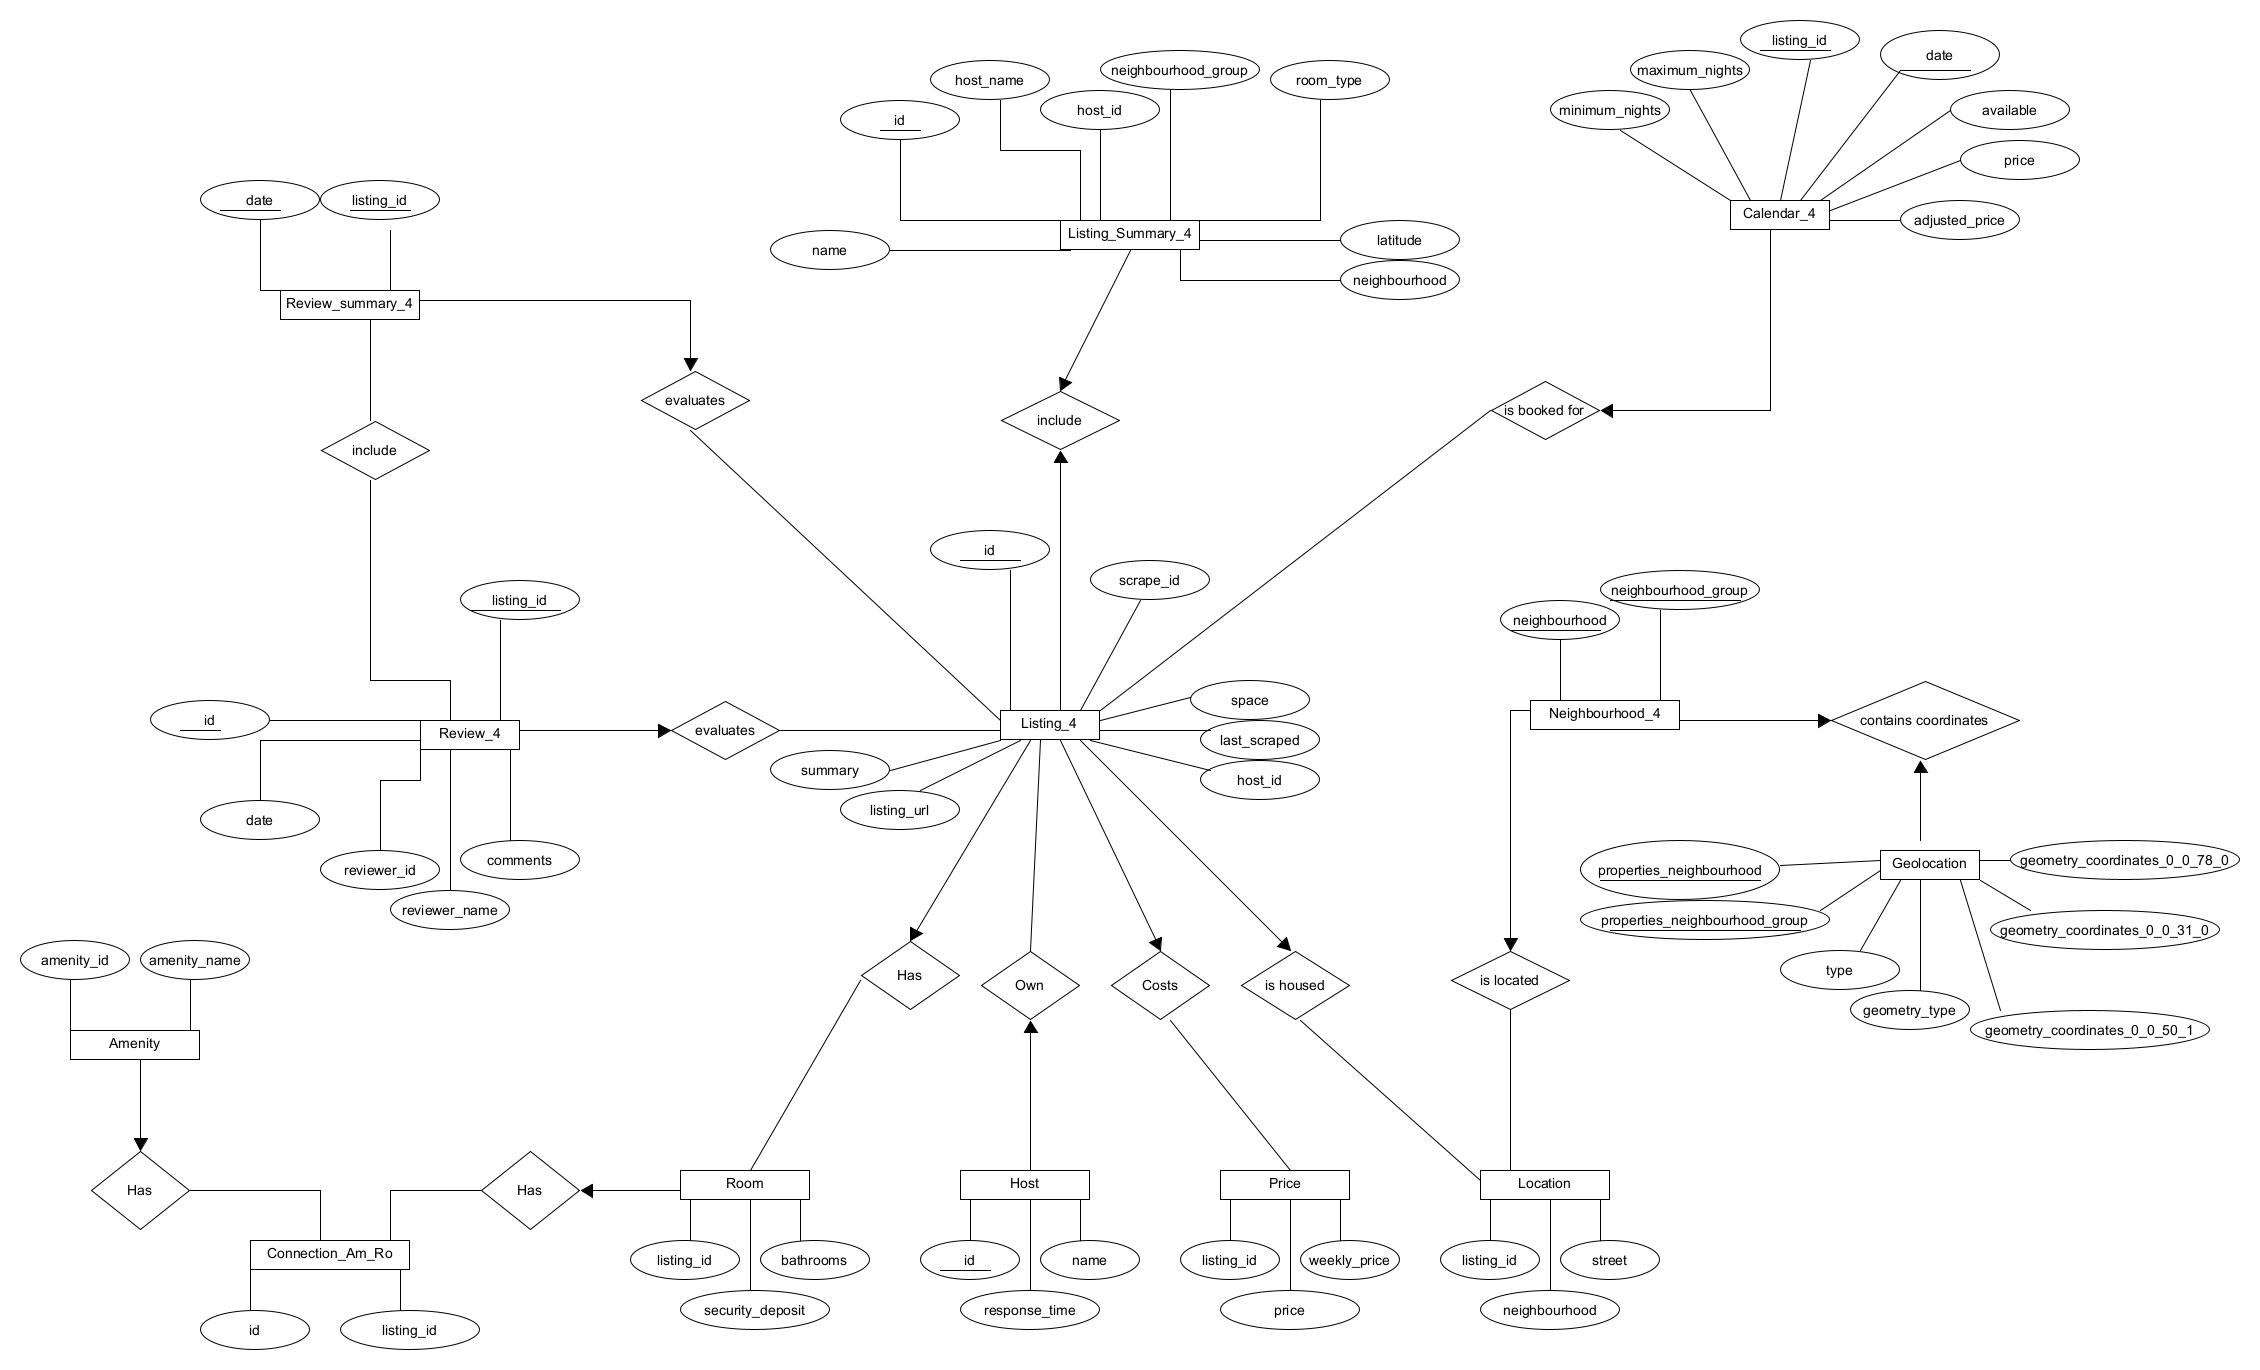 listing_id
date
neighbourhood_group
maximum_nights
host_name
room_type
host_id
minimum_nights
available
id
price
date
listing_id
Calendar_4
adjusted_price
Listing_Summary_4
name
latitude
neighbourhood
Review_summary_4
evaluates
include
is booked for
include
id
scrape_id
listing_id
neighbourhood_group
neighbourhood
space
id
Review_4
evaluates
Listing_4
last_scraped
Neighbourhood_4
contains coordinates
summary
host_id
listing_url
date
comments
reviewer_id
reviewer_name
properties_neighbourhood
Geolocation
geometry_coordinates_0_0_78_0
properties_neighbourhood_group
geometry_coordinates_0_0_31_0
type
geometry_type
geometry_coordinates_0_0_50_1
amenity_id
amenity_name
Has
Own
Costs
is housed
is located
Amenity
Has
Has
Room
Host
Price
Location
Connection_Am_Ro
listing_id
bathrooms
id
name
listing_id
weekly_price
listing_id
street
id
listing_id
security_deposit
response_time
price
neighbourhood